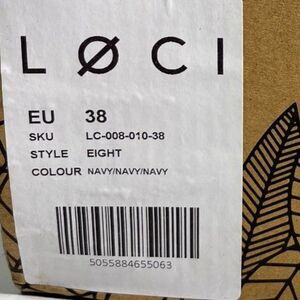 LØCI
EU 38
SKU LC-008-010-38
STYLE EIGHT
COLOUR NAVY/NAVY/NAVY
5055884655063